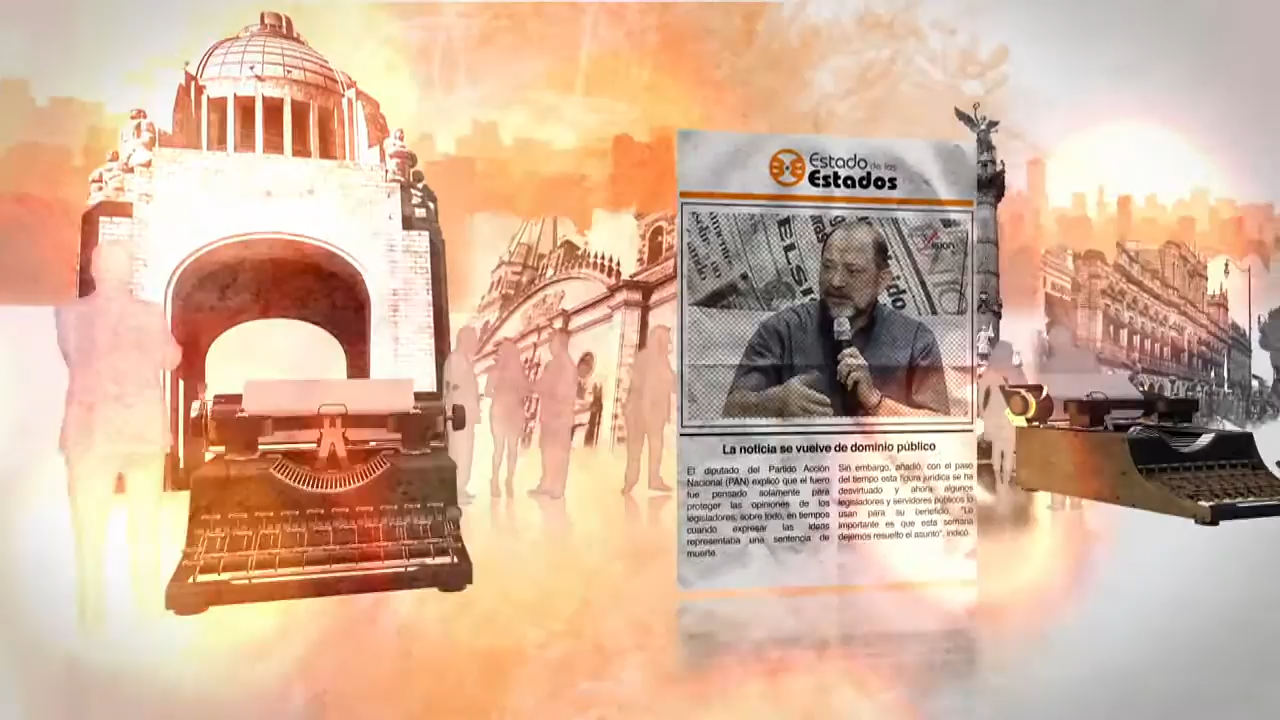 Estado de las
Estados
ELSI
La noticia se vuelve de dominio público
El diputado del Partido Acción
Nacional (PAN) explicó que el fuero
fue pensado solamente para
proteger las opiniones de los
legisladores, sobre todo, en tiempos
cuando expresar las ideas
representaba una sentencia de
muerte.
Sin embargo, añadió, con el paso
del tiempo esta figura jurídica se ha
desvirtuado y ahora algunos
legisladores y servidores públicos lo
usan para su beneficio. "Lo
importante es que esta semana
dejemos resuelto el asunto", indicó.